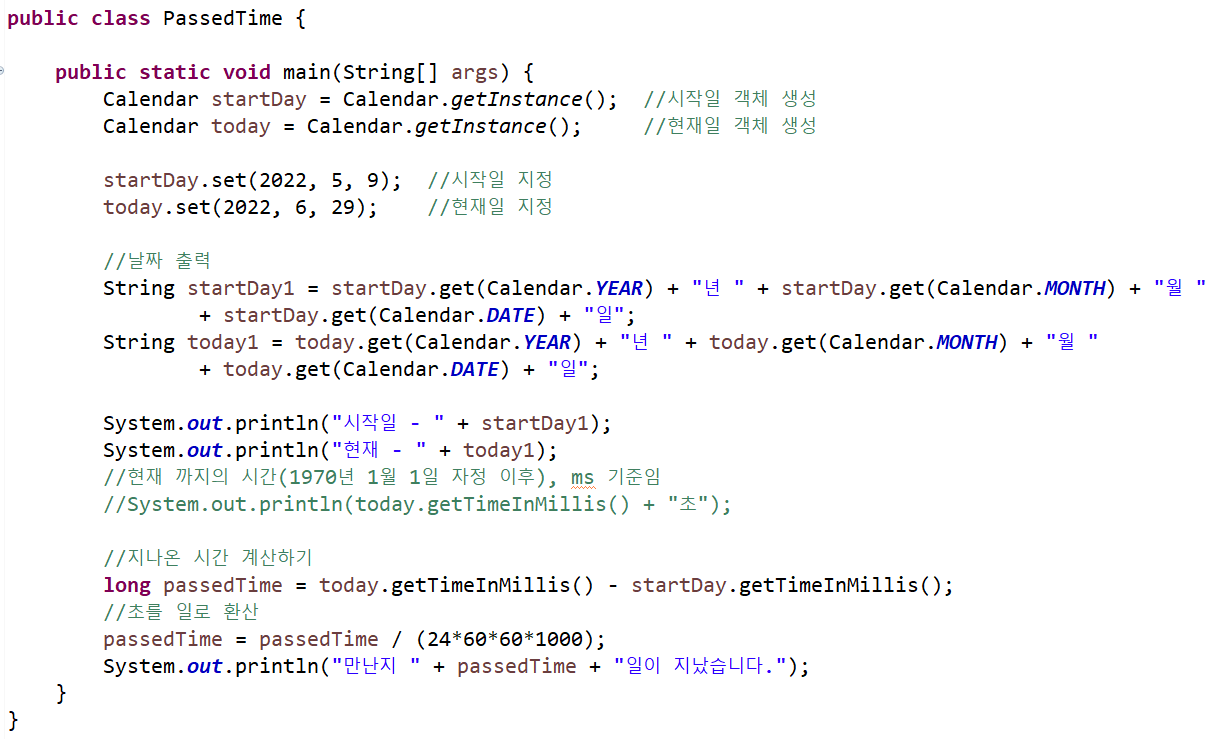 public class PassedTime {
public static void main(String[] args) {
Calendar startDay = Calendar.getInstance(); //시작일 객체 생성
Calendar today = Calendar.getInstance(); //현재일 객체 생성
startDay.set(2022, 5, 9); //시작일 지정
today.set(2022, 6, 29); //현재일 지정
//날짜 출력
String startDay1 = startDay.get(Calendar.YEAR) + "년 " + startDay.get(Calendar.MONTH) + "월 "
+ startDay.get(Calendar.DATE) + "일";
String today1 = today.get(Calendar.YEAR) + "년 " + today.get(Calendar.MONTH) + "월 "
+ today.get(Calendar.DATE) + "일";
System.out.println("시작일 - " + startDay1);
System.out.println("현재 - " + today1);
//현재 까지의 시간(1970년 1월 1일 자정 이후), ms 기준임
//System.out.println(today.getTimeInMillis() + "초");
//지나온 시간 계산하기
long passedTime = today.getTimeInMillis() - startDay.getTimeInMillis();
//초를 일로 환산
passedTime = passedTime / (24*60*60*1000);
System.out.println("만난지 " + passedTime + "일이 지났습니다.");
}
}